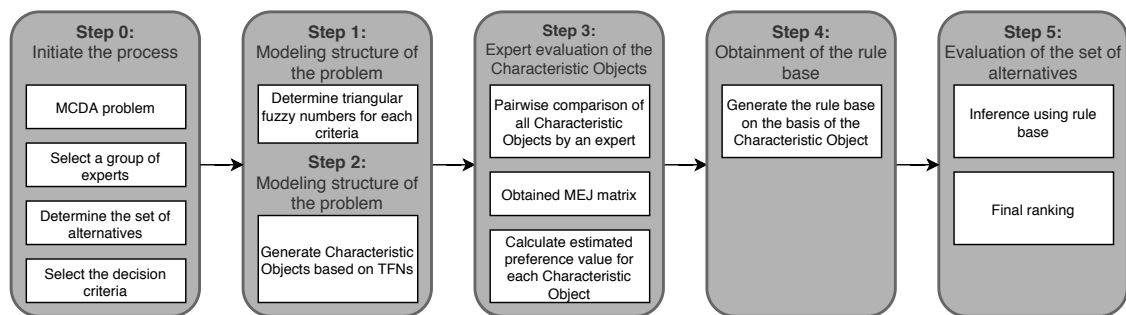 Step 0:
Initiate the process
MCDA problem
Select a group of
experts
Determine the set of
alternatives
Select the decision
criteria
Step 1:
Modeling structure of
the problem
Determine triangular
fuzzy numbers for each
criteria
Step 2:
Modeling structure of
the problem
Generate Characteristic
Objects based on TFNs
Step 3:
Expert evaluation of the
Characteristic Objects
Pairwise comparison of
all Characteristic
Objects by an expert
Obtained MEJ matrix
Calculate estimated
preference value for
each Characteristic
Object
Step 4:
Obtainment of the rule
base
Generate the rule base
on the basis of the
Characteristic Object
Step 5:
Evaluation of the set of
alternatives
Inference using rule
base
Final ranking